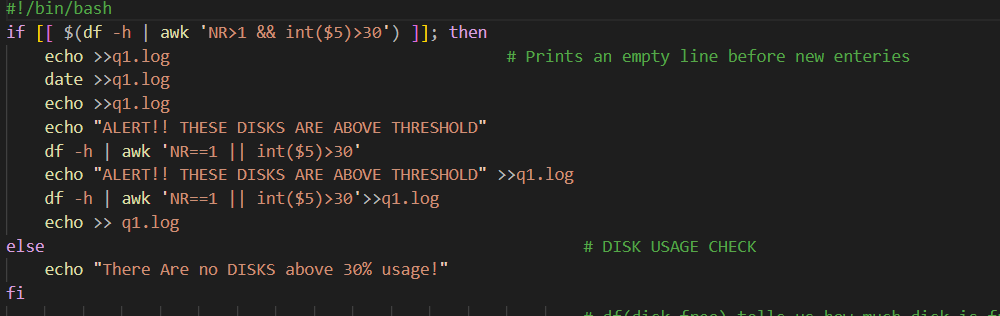 #!/bin/bash
if [[ $(df -h | awk 'NR>1 && int($5)>30') ]]; then
    echo >>q1.log                                   # Prints an empty line before new enteries
    date >>q1.log
    echo >>q1.log
    echo "ALERT!! THESE DISKS ARE ABOVE THRESHOLD"
    df -h | awk 'NR==1 || int($5)>30'
    echo "ALERT!! THESE DISKS ARE ABOVE THRESHOLD" >>q1.log
    df -h | awk 'NR==1 || int($5)>30'>>q1.log
    echo >> q1.log
else                                                        # DISK USAGE CHECK
    echo "There Are no DISKS above 30% usage!"
fi
# df(disk free) tells us how much disk is